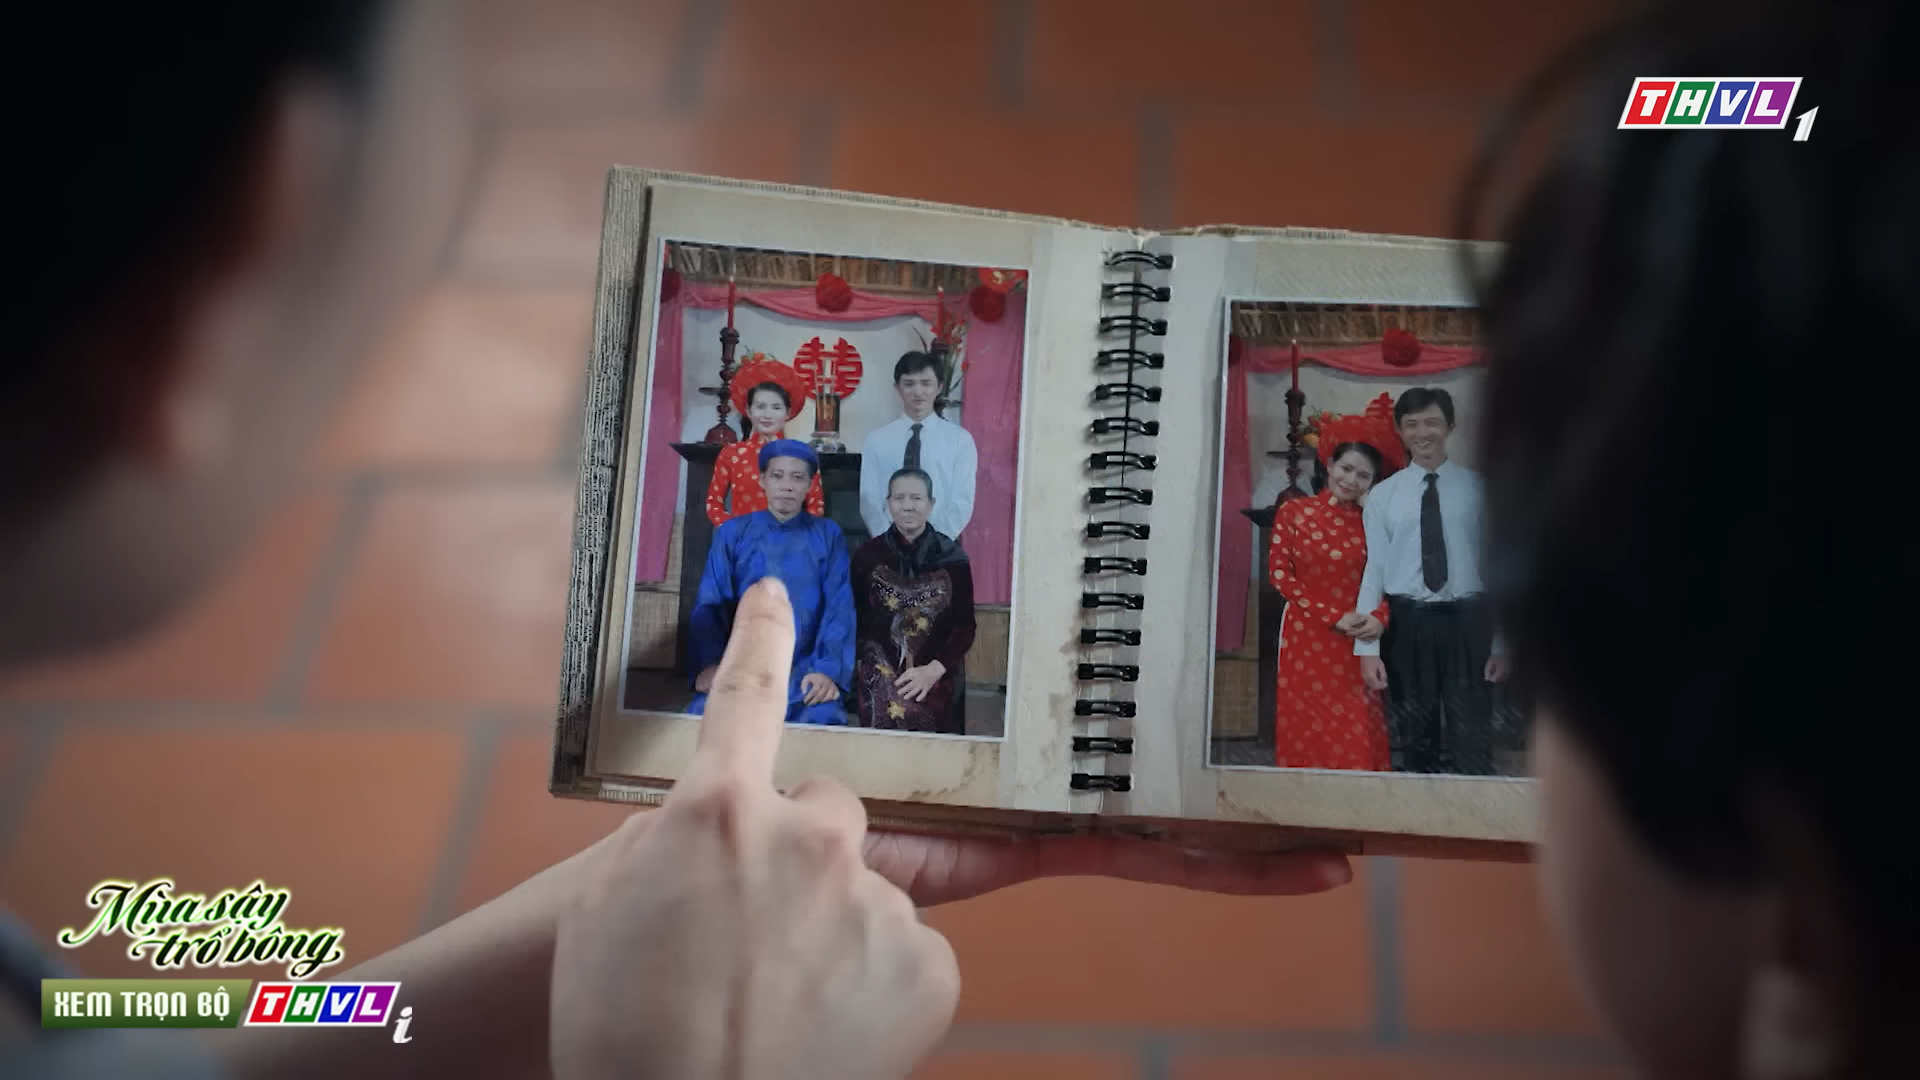 THVL1
囍
Mùa sậy
trổ bông
XEM TRỌN BỘ THVLi